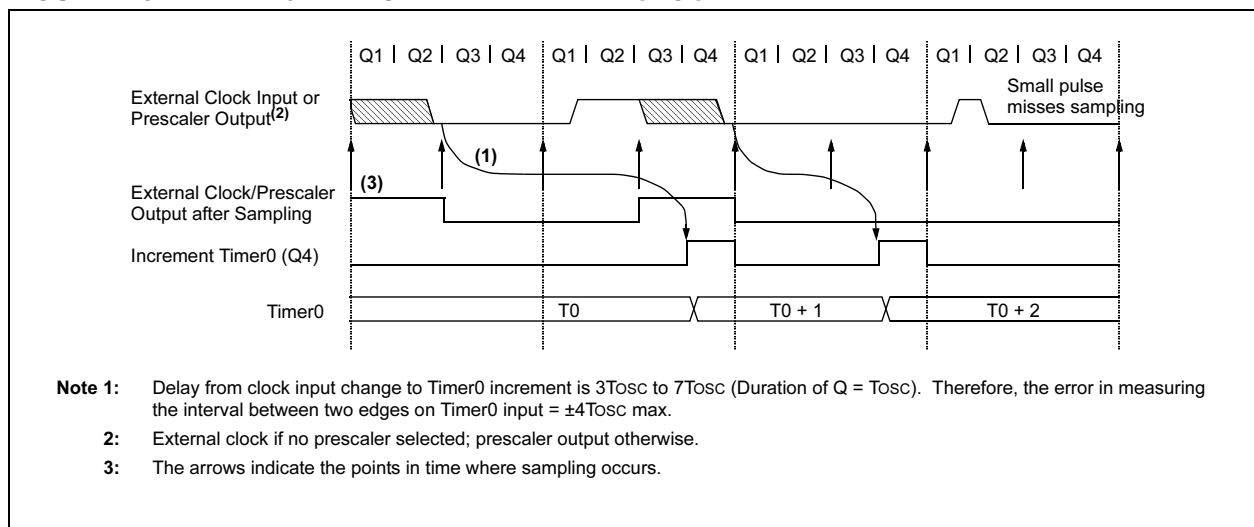 Q1 | Q2 | Q3 | Q4 Q1 | Q2 | Q3 | Q4 Q1 | Q2 | Q3 | Q4 Q1 | Q2 | Q3 | Q4
External Clock Input or
Prescaler Output(2)
Small pulse
misses sampling
(1)
(3)
External Clock/Prescaler
Output after Sampling
Increment Timer0 (Q4)
Timer0
T0 T0 + 1 T0 + 2
Note 1: Delay from clock input change to Timer0 increment is 3TOSC to 7TOSC (Duration of Q = TOSC). Therefore, the error in measuring
the interval between two edges on Timer0 input = ±4TOSC max.
2: External clock if no prescaler selected; prescaler output otherwise.
3: The arrows indicate the points in time where sampling occurs.